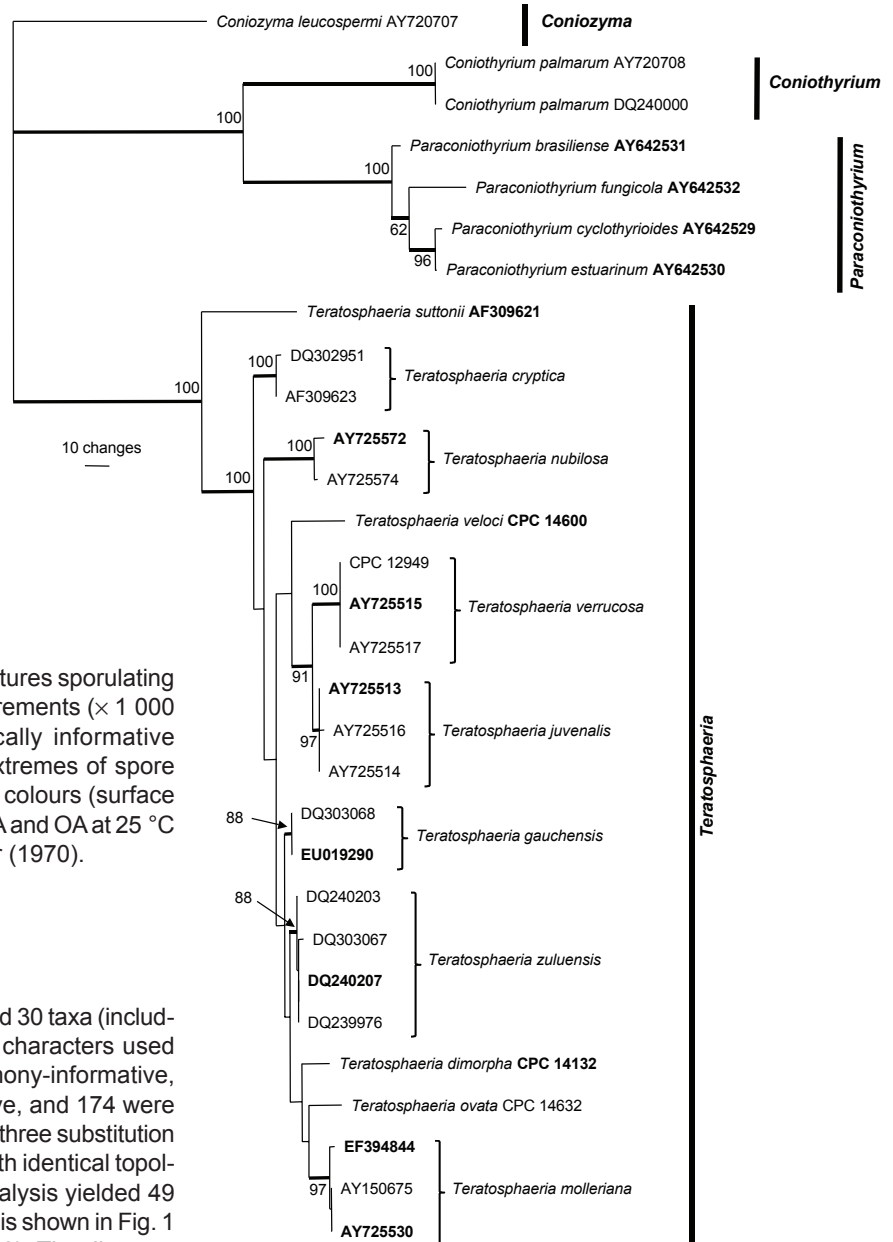 Coniozyma leucospermi AY720707
Coniozyma
100
Coniothyrium palmarum AY720708
Coniothyrium
Coniothyrium palmarum DQ240000
100
Paraconiothyrium brasiliense AY642531
100
Paraconiothyrium fungicola AY642532
Paraconiothyrium
62
Paraconiothyrium cyclothyrioides AY642529
96
Paraconiothyrium estuarinum AY642530
Teratosphaeria suttonii AF309621
100
DQ302951
100
Teratosphaeria cryptica
AF309623
10 changes
100
AY725572
100
Teratosphaeria nubilosa
AY725574
Teratosphaeria veloci CPC 14600
CPC 12949
100
AY725515
Teratosphaeria verrucosa
AY725517
91
AY725513
97
AY725516
Teratosphaeria juvenalis
AY725514
Teratosphaeria
88
DQ303068
Teratosphaeria gauchensis
EU019290
88
DQ240203
DQ303067
Teratosphaeria zuluensis
DQ240207
DQ239976
Teratosphaeria dimorpha CPC 14132
Teratosphaeria ovata CPC 14632
EF394844
97
AY150675
Teratosphaeria molleriana
AY725530
tures sporulating
rements (× 1 000
cally informative
xtremes of spore
colours (surface
A and OA at 25 °C
r (1970).
d 30 taxa (includ-
characters used
nony-informative,
ve, and 174 were
three substitution
th identical topol-
alysis yielded 49
is shown in Fig. 1